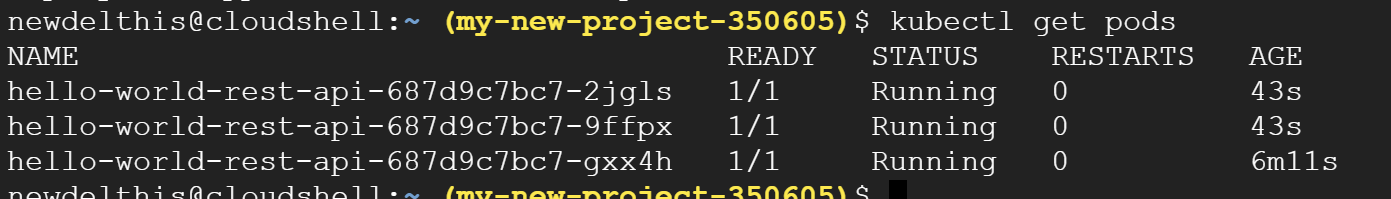 newdelthis@cloudshell:~ (my-new-project-350605)$ kubectl get pods
NAME READY STATUS RESTARTS AGE
hello-world-rest-api-687d9c7bc7-2jgls 1/1 Running 0 43s
hello-world-rest-api-687d9c7bc7-9ffpx 1/1 Running 0 43s
hello-world-rest-api-687d9c7bc7-gxx4h 1/1 Running 0 6m11s
newdelthis@cloudshell:~ (my-new-project-350605)$